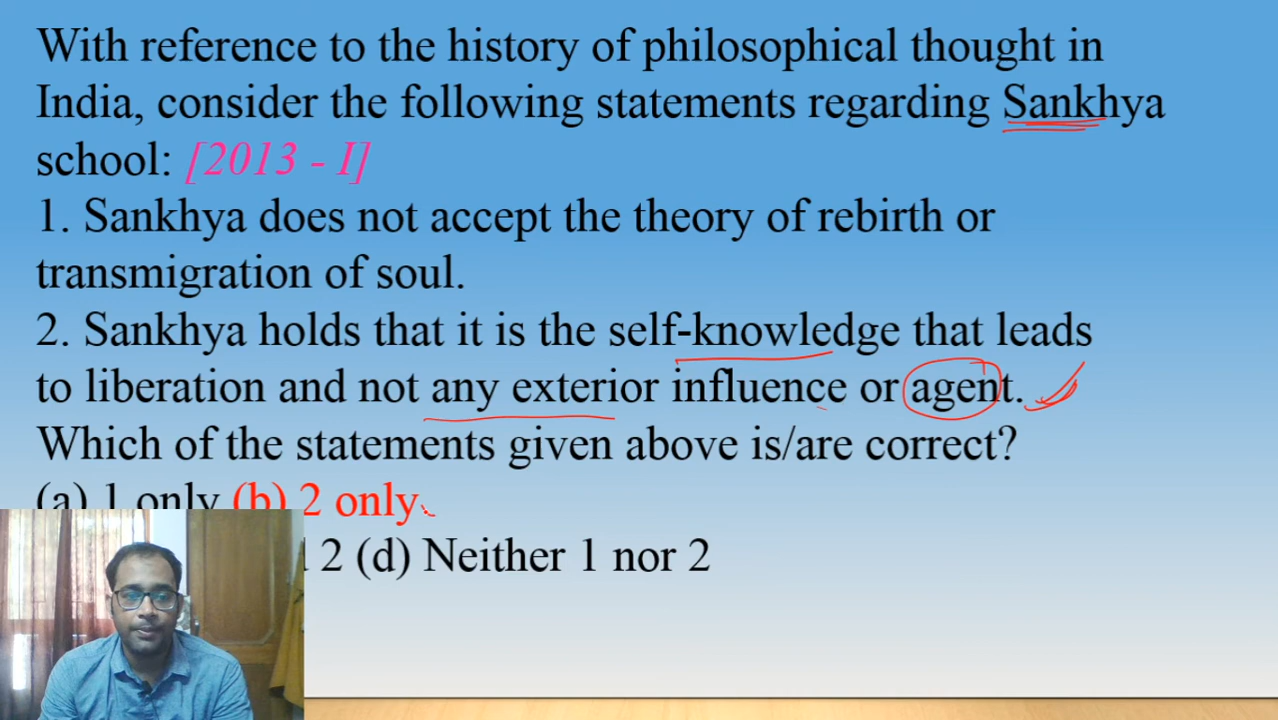 With reference to the history of philosophical thought in
India, consider the following statements regarding Sankhya
school: [2013 - I]
1. Sankhya does not accept the theory of rebirth or
transmigration of soul.
2. Sankhya holds that it is the self-knowledge that leads
to liberation and not any exterior influence or agent.
Which of the statements given above is/are correct?
(a) 1 only (b) 2 only
2 (d) Neither 1 nor 2